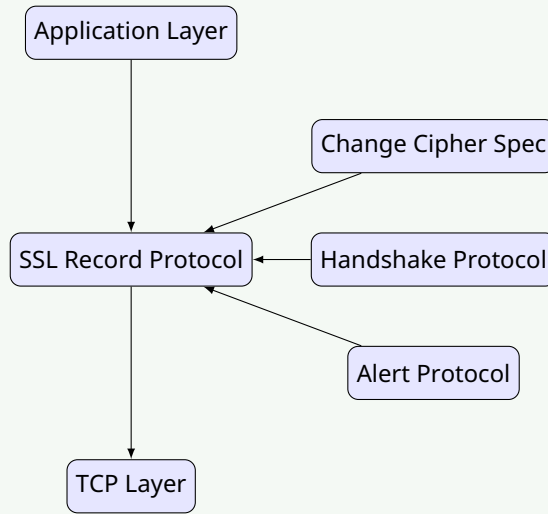 Application Layer
Change Cipher Spec
SSL Record Protocol
Handshake Protocol
Alert Protocol
TCP Layer